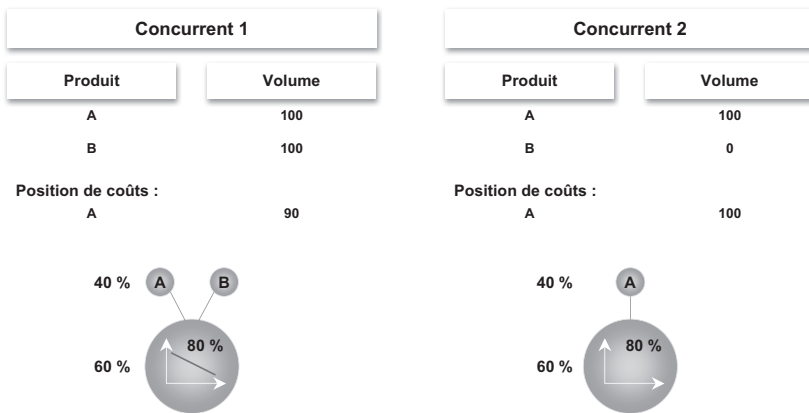 Concurrent 1
Produit Volume
A 100
B 100
Position de coûts :
A 90
40 % A B
80 %
60 %
Concurrent 2
Produit Volume
A 100
B 0
Position de coûts :
A 100
40 % A
80 %
60 %